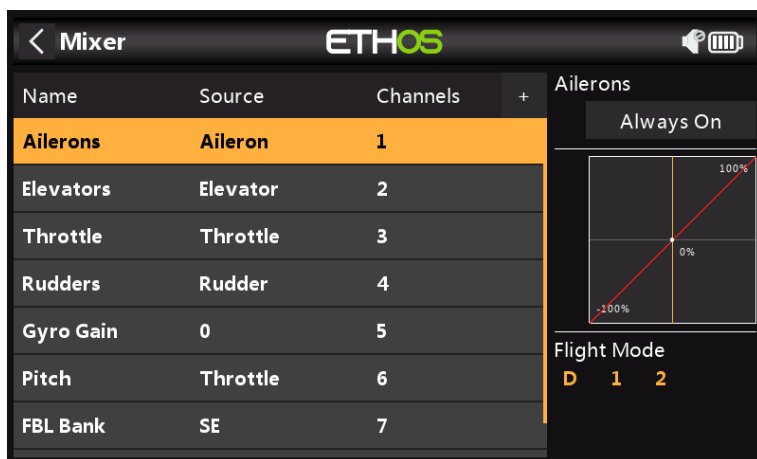 < Mixer
ETHOS
Name Source Channels +
Ailerons Aileron 1
Elevators Elevator 2
Throttle Throttle 3
Rudders Rudder 4
Gyro Gain 0 5
Pitch Throttle 6
FBL Bank SE 7
Ailerons
Always On
100%
0%
-100%
Flight Mode
D 1 2